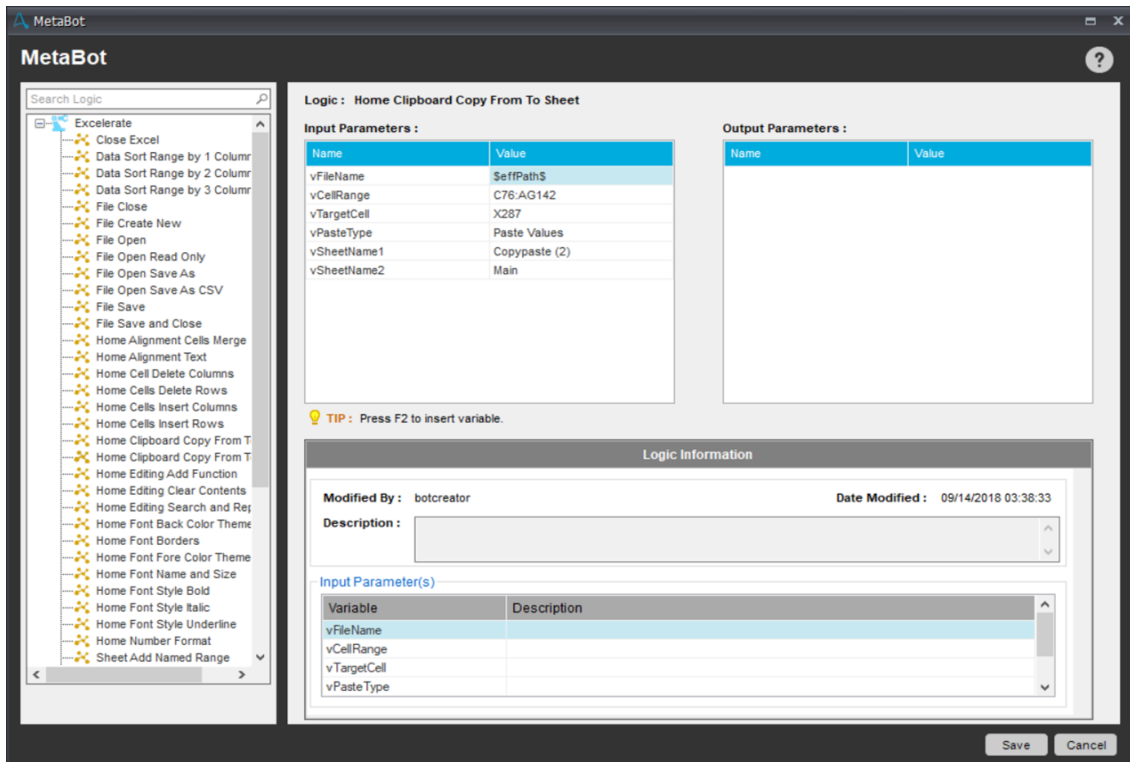 MetaBot
MetaBot
?
Search Logic
Excelerate
Close Excel
Data Sort Range by 1 Column
Data Sort Range by 2 Column
Data Sort Range by 3 Column
File Close
File Create New
File Open
File Open Read Only
File Open Save As
File Open Save As CSV
File Save
File Save and Close
Home Alignment Cells Merge
Home Alignment Text
Home Cell Delete Columns
Home Cells Delete Rows
Home Cells Insert Columns
Home Cells Insert Rows
Home Clipboard Copy From T
Home Clipboard Copy From T
Home Editing Add Function
Home Editing Clear Contents
Home Editing Search and Rep
Home Font Back Color Theme
Home Font Borders
Home Font Fore Color Theme
Home Font Name and Size
Home Font Style Bold
Home Font Style Italic
Home Font Style Underline
Home Number Format
Sheet Add Named Range
Logic : Home Clipboard Copy From To Sheet
Input Parameters :
Name Value
vFileName $effPath$
vCellRange C76:AG142
vTargetCell X287
vPasteType Paste Values
vSheetName1 Copypaste (2)
vSheetName2 Main
Output Parameters :
Name Value
TIP : Press F2 to insert variable.
Logic Information
Modified By : botcreator Date Modified : 09/14/2018 03:38:33
Description :
Input Parameter(s)
Variable Description
vFileName
vCellRange
vTargetCell
vPasteType
Save Cancel